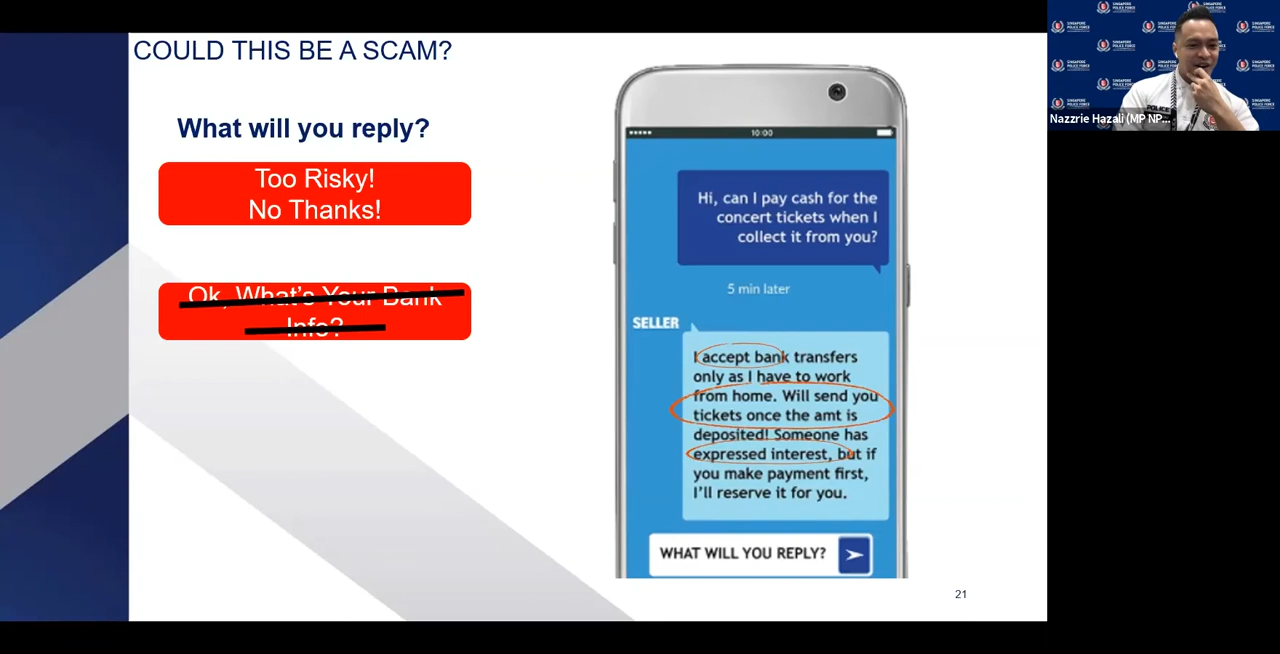 COULD THIS BE A SCAM?
What will you reply?
Too Risky!
No Thanks!
Ok, What's Your Bank
Info?
10:00
Hi, can I pay cash for the
concert tickets when I
collect it from you?
5 min later
SELLER
I accept bank transfers
only as I have to work
from home. Will send you
tickets once the amt is
deposited! Someone has
expressed interest, but if
you make payment first,
I'll reserve it for you.
WHAT WILL YOU REPLY?
21
SINGAPORE
POLICE FORCE
POLICE
Nazzrie Hazali (MP NP...